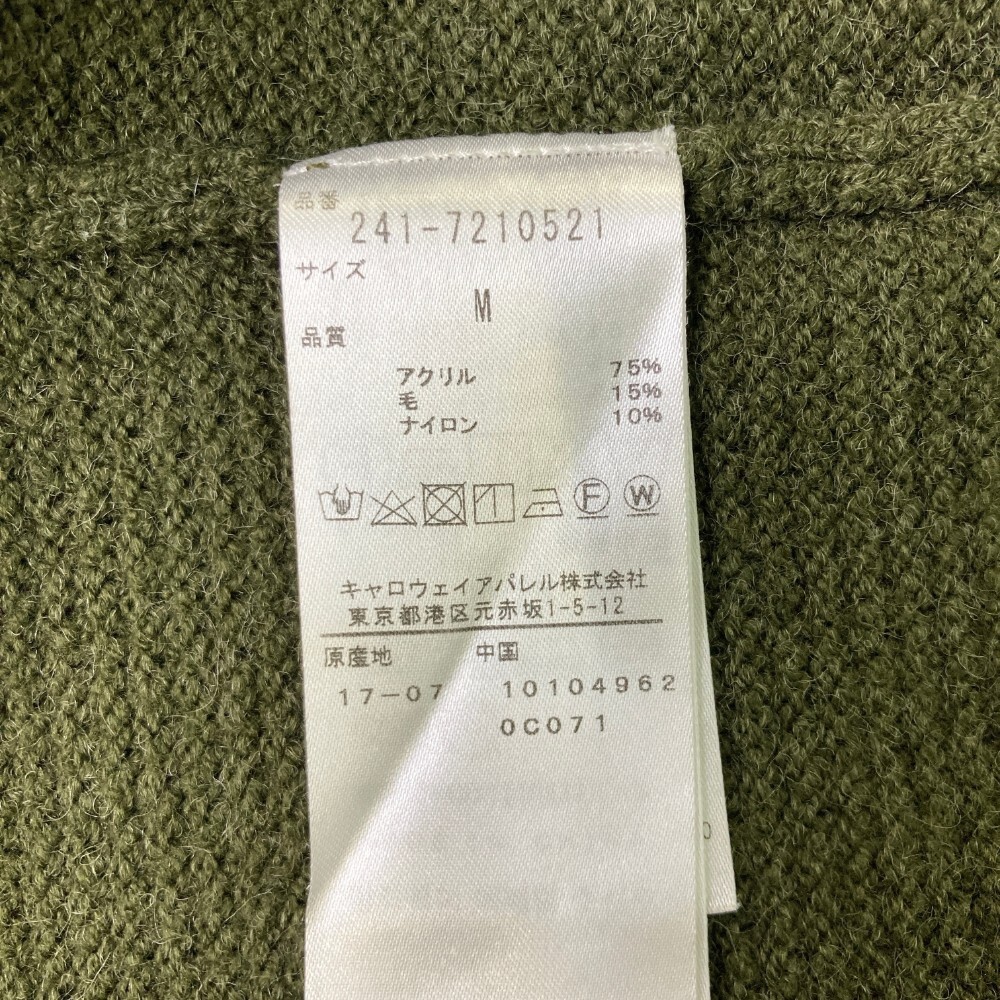 品番
241-7210521
サイズ
M
品質
アクリル 75%
毛 15%
ナイロン 10%
F W
キャロウェイアパレル株式会社
東京都港区元赤坂1-5-12
原産地 中国
17-07 10104962
0C071